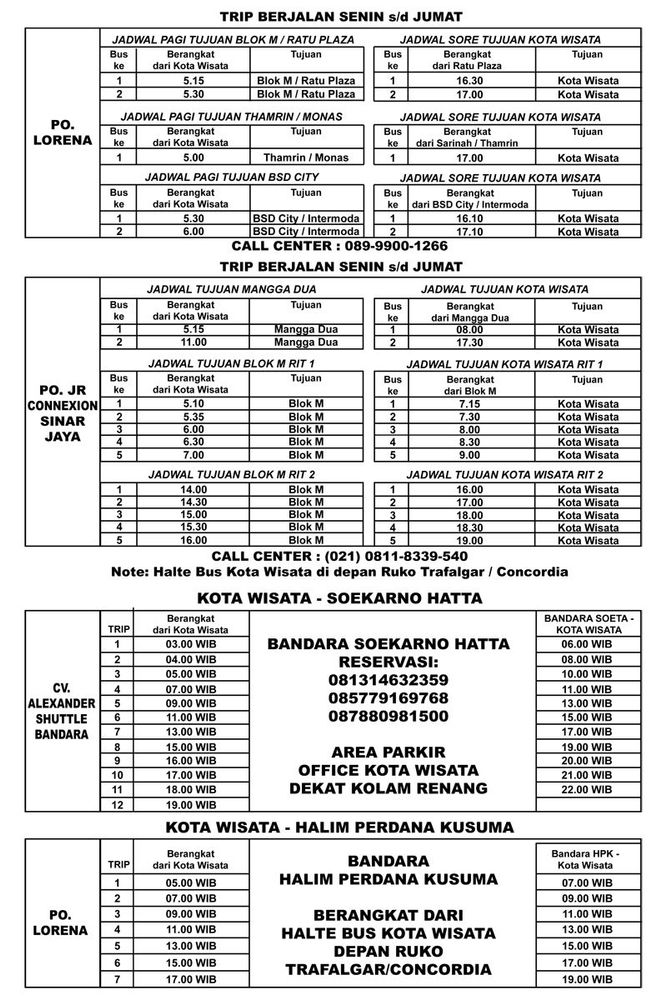 TRIP BERJALAN SENIN s/d JUMAT
PO.
LORENA
JADWAL PAGI TUJUAN BLOK M / RATU PLAZA
Bus ke Berangkat dari Kota Wisata Tujuan
1 5.15 Blok M / Ratu Plaza
2 5.30 Blok M / Ratu Plaza
JADWAL SORE TUJUAN KOTA WISATA
Bus ke Berangkat dari Ratu Plaza Tujuan
1 16.30 Kota Wisata
2 17.00 Kota Wisata
JADWAL PAGI TUJUAN THAMRIN / MONAS
Bus ke Berangkat dari Kota Wisata Tujuan
1 5.00 Thamrin / Monas
JADWAL SORE TUJUAN KOTA WISATA
Bus ke Berangkat dari Sarinah / Thamrin Tujuan
1 17.00 Kota Wisata
JADWAL PAGI TUJUAN BSD CITY
Bus ke Berangkat dari Kota Wisata Tujuan
1 5.30 BSD City / Intermoda
2 6.00 BSD City / Intermoda
JADWAL SORE TUJUAN KOTA WISATA
Bus ke Berangkat dari BSD City / Intermoda Tujuan
1 16.10 Kota Wisata
2 17.10 Kota Wisata
CALL CENTER : 089-9900-1266
TRIP BERJALAN SENIN s/d JUMAT
PO. JR
CONNEXION
SINAR
JAYA
JADWAL TUJUAN MANGGA DUA
Bus ke Berangkat dari Kota Wisata Tujuan
1 5.15 Mangga Dua
2 11.00 Mangga Dua
JADWAL TUJUAN KOTA WISATA
Bus ke Berangkat dari Mangga Dua Tujuan
1 08.00 Kota Wisata
2 17.30 Kota Wisata
JADWAL TUJUAN BLOK M RIT 1
Bus ke Berangkat dari Kota Wisata Tujuan
1 5.10 Blok M
2 5.35 Blok M
3 6.00 Blok M
4 6.30 Blok M
5 7.00 Blok M
JADWAL TUJUAN KOTA WISATA RIT 1
Bus ke Berangkat dari Blok M Tujuan
1 7.15 Kota Wisata
2 7.30 Kota Wisata
3 8.00 Kota Wisata
4 8.30 Kota Wisata
5 9.00 Kota Wisata
JADWAL TUJUAN BLOK M RIT 2
1 14.00 Blok M
2 14.30 Blok M
3 15.00 Blok M
4 15.30 Blok M
5 16.00 Blok M
JADWAL TUJUAN KOTA WISATA RIT 2
1 16.00 Kota Wisata
2 17.00 Kota Wisata
3 18.00 Kota Wisata
4 18.30 Kota Wisata
5 19.00 Kota Wisata
CALL CENTER : (021) 0811-8339-540
Note: Halte Bus Kota Wisata di depan Ruko Trafalgar / Concordia
KOTA WISATA - SOEKARNO HATTA
CV.
ALEXANDER
SHUTTLE
BANDARA
TRIP Berangkat dari Kota Wisata
1 03.00 WIB
2 04.00 WIB
3 05.00 WIB
4 07.00 WIB
5 09.00 WIB
6 11.00 WIB
7 13.00 WIB
8 15.00 WIB
9 16.00 WIB
10 17.00 WIB
11 18.00 WIB
12 19.00 WIB
BANDARA SOEKARNO HATTA
RESERVASI:
081314632359
085779169768
087880981500
AREA PARKIR
OFFICE KOTA WISATA
DEKAT KOLAM RENANG
BANDARA SOETA -
KOTA WISATA
06.00 WIB
08.00 WIB
10.00 WIB
11.00 WIB
13.00 WIB
15.00 WIB
17.00 WIB
19.00 WIB
20.00 WIB
21.00 WIB
22.00 WIB
KOTA WISATA - HALIM PERDANA KUSUMA
PO.
LORENA
TRIP Berangkat dari Kota Wisata
1 05.00 WIB
2 07.00 WIB
3 09.00 WIB
4 11.00 WIB
5 13.00 WIB
6 15.00 WIB
7 17.00 WIB
BANDARA
HALIM PERDANA KUSUMA
BERANGKAT DARI
HALTE BUS KOTA WISATA
DEPAN RUKO
TRAFALGAR/CONCORDIA
Bandara HPK -
Kota Wisata
07.00 WIB
09.00 WIB
11.00 WIB
13.00 WIB
15.00 WIB
17.00 WIB
19.00 WIB